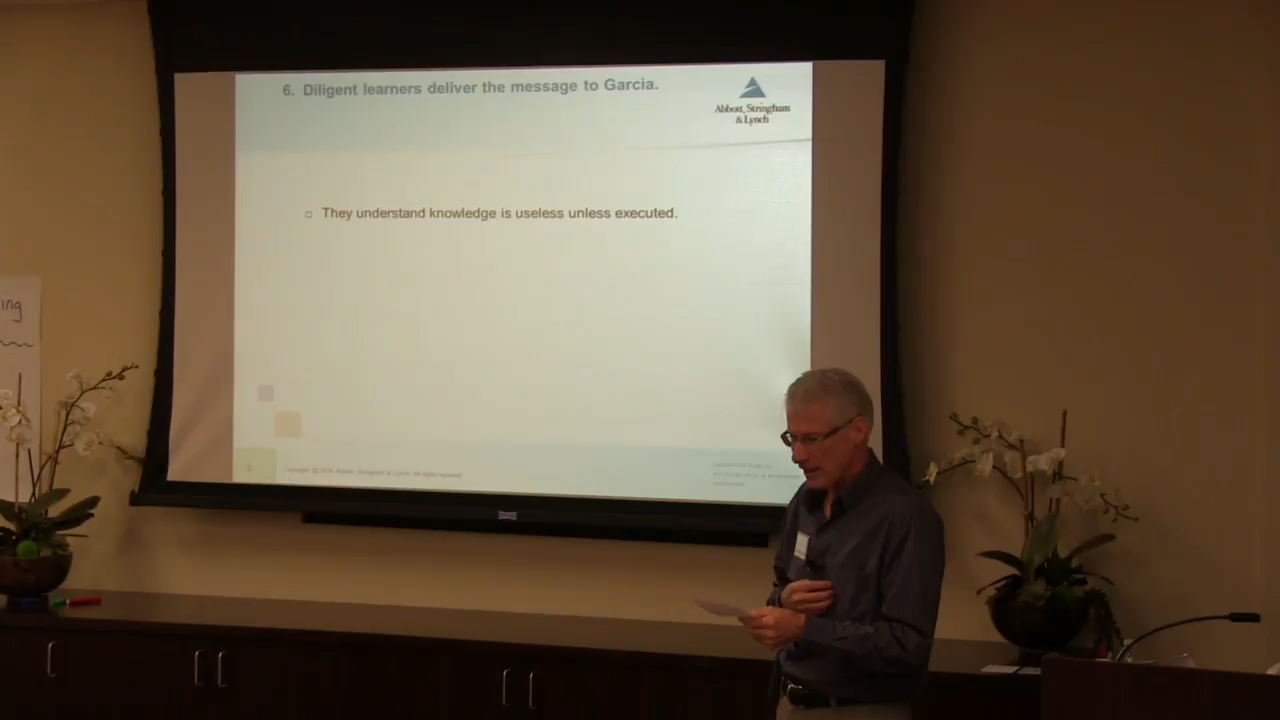 6. Diligent learners deliver the message to Garcia.
Abbott, Stringham
& Lynch
□ They understand knowledge is useless unless executed.
ing